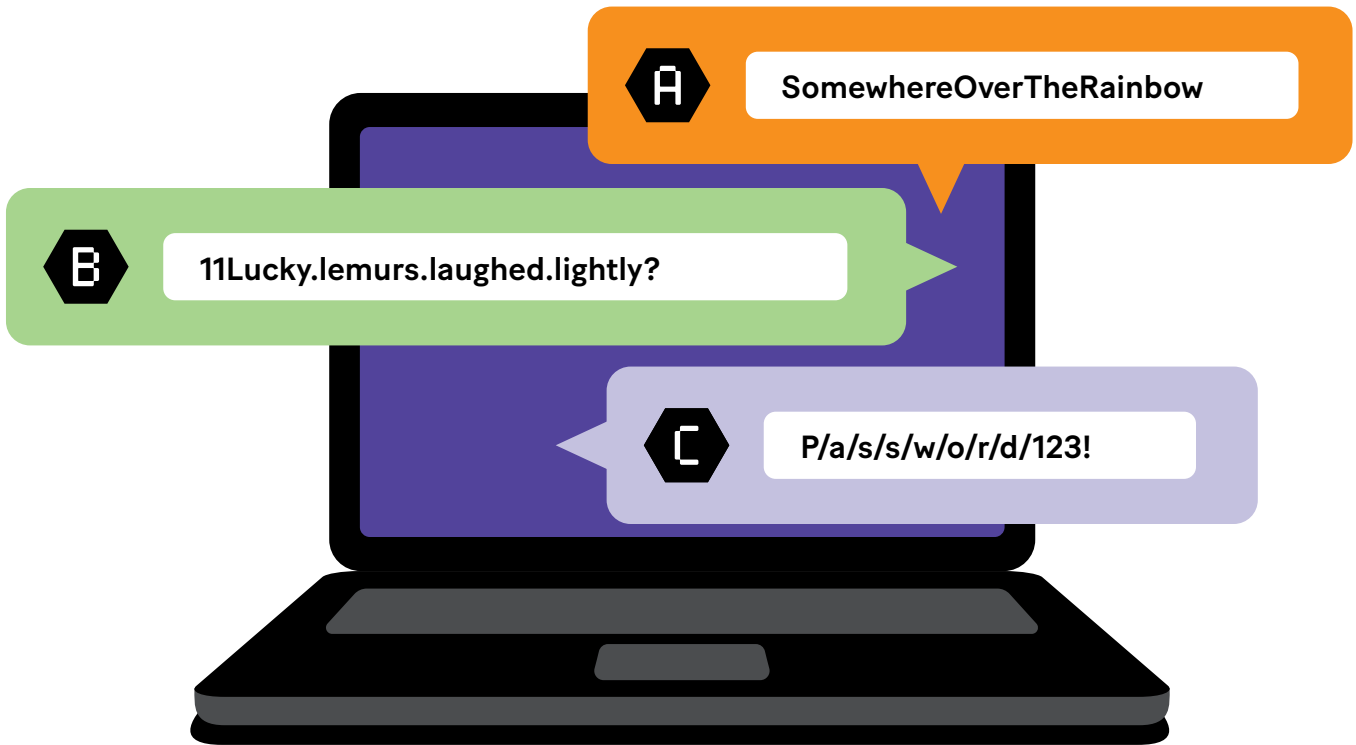 A
SomewhereOverTheRainbow
B
11Lucky.lemurs.laughed.lightly?
C
P/a/s/s/w/o/r/d/123!